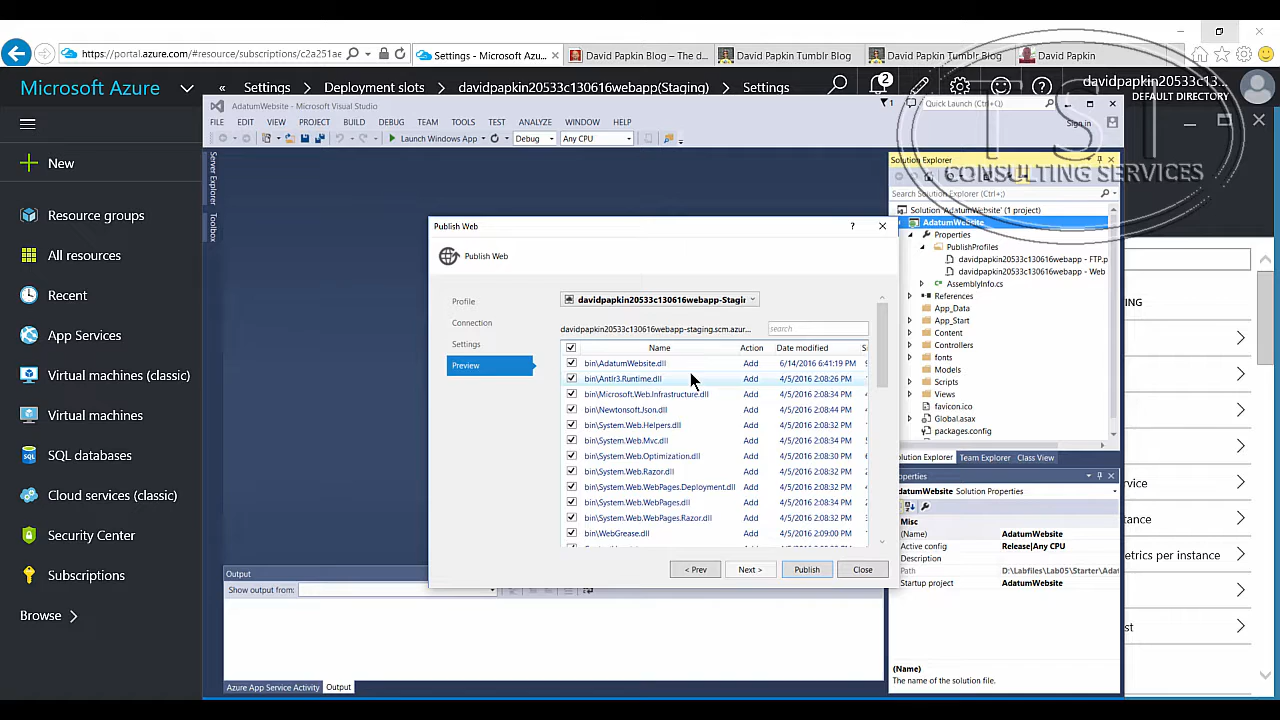 https://portal.azure.com/#resource/subscriptions/c2a251ae
Settings - Microsoft Az...
David Papkin Blog – The d...
David Papkin Tumblr Blog
David Papkin Tumblr Blog
David Papkin
Microsoft Azure
Settings
Deployment slots
davidpapkin20533c130616webapp(Staging)
Settings
2
davidpapkin20533c13...
DEFAULT DIRECTORY
New
Resource groups
All resources
Recent
App Services
Virtual machines (classic)
Virtual machines
SQL databases
Cloud services (classic)
Security Center
Subscriptions
Browse
AdatumWebsite - Microsoft Visual Studio
1
Quick Launch (Ctrl+;)
FILE EDIT VIEW PROJECT BUILD DEBUG TEAM TOOLS TEST ANALYZE WINDOW HELP
Sign in
Launch Windows App
Debug
Any CPU
Server Explorer
Toolbox
TST
CONSULTING SERVICES
Publish Web
?
Publish Web
Profile
Connection
Settings
Preview
davidpapkin20533c130616webapp-Stagi
davidpapkin20533c130616webapp-staging.scm.azur...
search
Name Action Date modified
bin\AdatumWebsite.dll Add 6/14/2016 6:41:19 PM
bin\Antlr3.Runtime.dll Add 4/5/2016 2:08:26 PM
bin\Microsoft.Web.Infrastructure.dll Add 4/5/2016 2:08:34 PM
bin\Newtonsoft.Json.dll Add 4/5/2016 2:08:44 PM
bin\System.Web.Helpers.dll Add 4/5/2016 2:08:32 PM
bin\System.Web.Mvc.dll Add 4/5/2016 2:08:34 PM
bin\System.Web.Optimization.dll Add 4/5/2016 2:08:30 PM
bin\System.Web.Razor.dll Add 4/5/2016 2:08:32 PM
bin\System.Web.WebPages.Deployment.dll Add 4/5/2016 2:08:32 PM
bin\System.Web.WebPages.dll Add 4/5/2016 2:08:34 PM
bin\System.Web.WebPages.Razor.dll Add 4/5/2016 2:08:32 PM
bin\WebGrease.dll Add 4/5/2016 2:09:00 PM
< Prev
Next >
Publish
Close
Solution Explorer
Search Solution Explorer (Ctrl+;)
Solution 'AdatumWebsite' (1 project)
AdatumWebsite
Properties
PublishProfiles
davidpapkin20533c130616webapp - FTP.p
davidpapkin20533c130616webapp - Web
AssemblyInfo.cs
References
App_Data
App_Start
Content
Controllers
fonts
Models
Scripts
Views
favicon.ico
Global.asax
packages.config
olution Explorer Team Explorer Class View
roperties
datumWebsite Solution Properties
Misc
(Name) AdatumWebsite
Active config Release|Any CPU
Description
Path D:\Labfiles\Lab05\Starter\Adat
Startup project AdatumWebsite
(Name)
The name of the solution file.
Output
Show output from:
Azure App Service Activity
Output
NG
rvice
nstance
etrics per instance
st